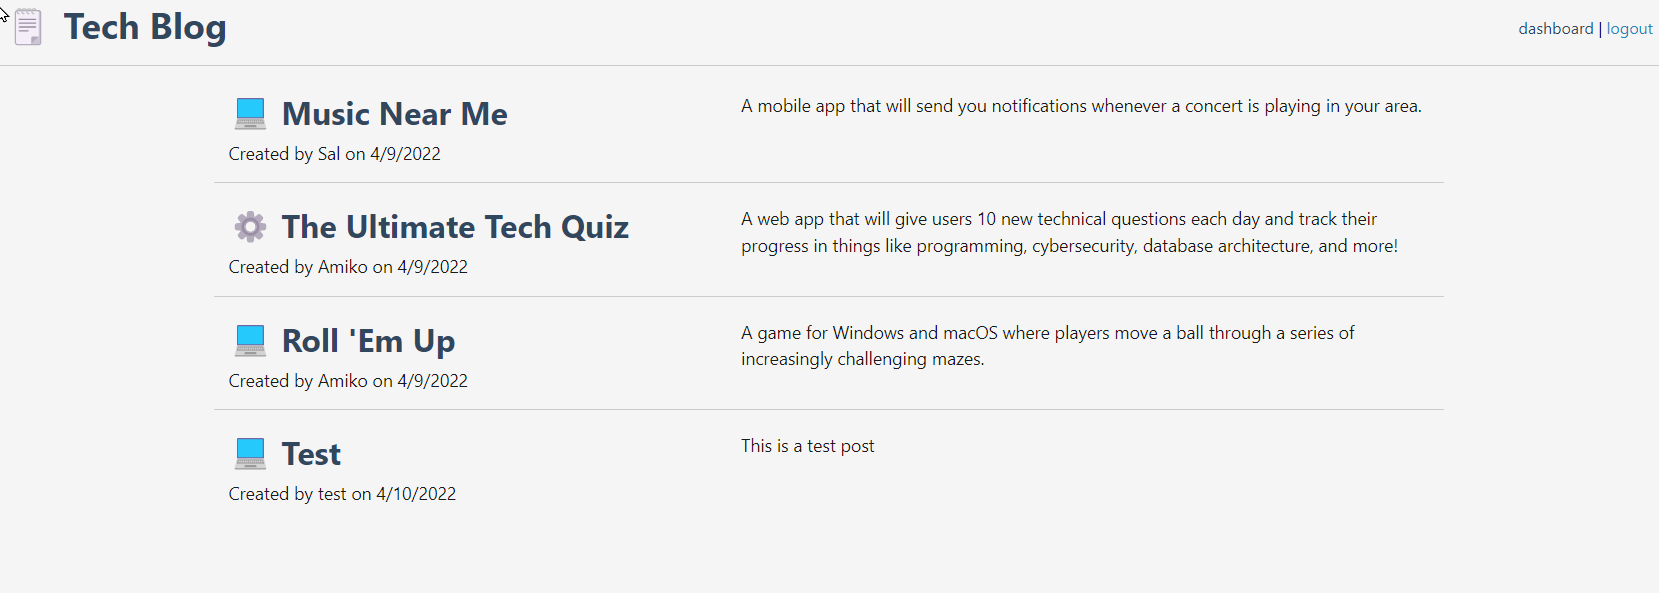 Tech Blog
dashboard | logout
Music Near Me
Created by Sal on 4/9/2022
A mobile app that will send you notifications whenever a concert is playing in your area.
The Ultimate Tech Quiz
Created by Amiko on 4/9/2022
A web app that will give users 10 new technical questions each day and track their
progress in things like programming, cybersecurity, database architecture, and more!
Roll 'Em Up
Created by Amiko on 4/9/2022
A game for Windows and macOS where players move a ball through a series of
increasingly challenging mazes.
Test
Created by test on 4/10/2022
This is a test post